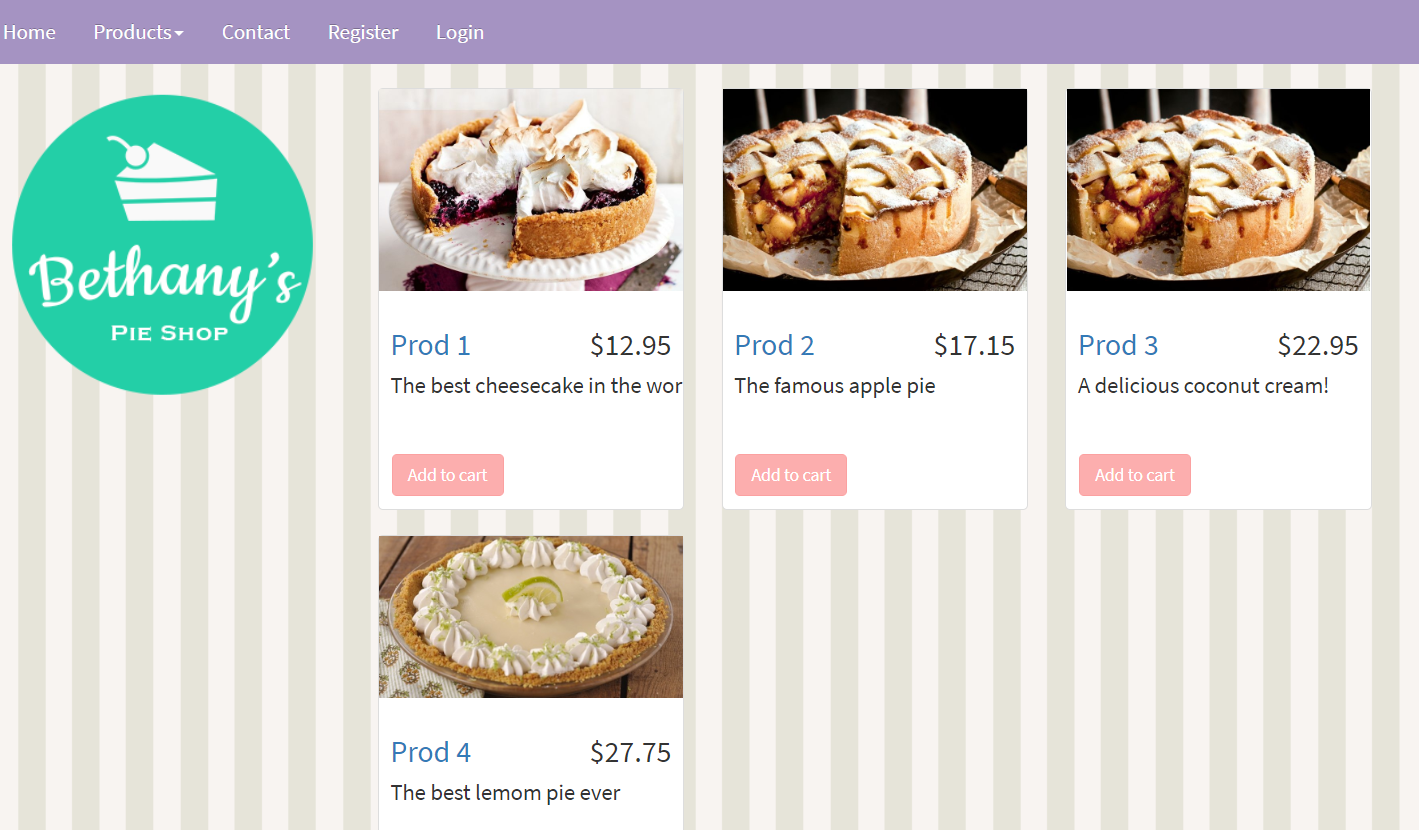 Home Products Contact Register Login
Bethany's
PIE SHOP
Prod 1 $12.95
The best cheesecake in the wor
Add to cart
Prod 2 $17.15
The famous apple pie
Add to cart
Prod 3 $22.95
A delicious coconut cream!
Add to cart
Prod 4 $27.75
The best lemom pie ever